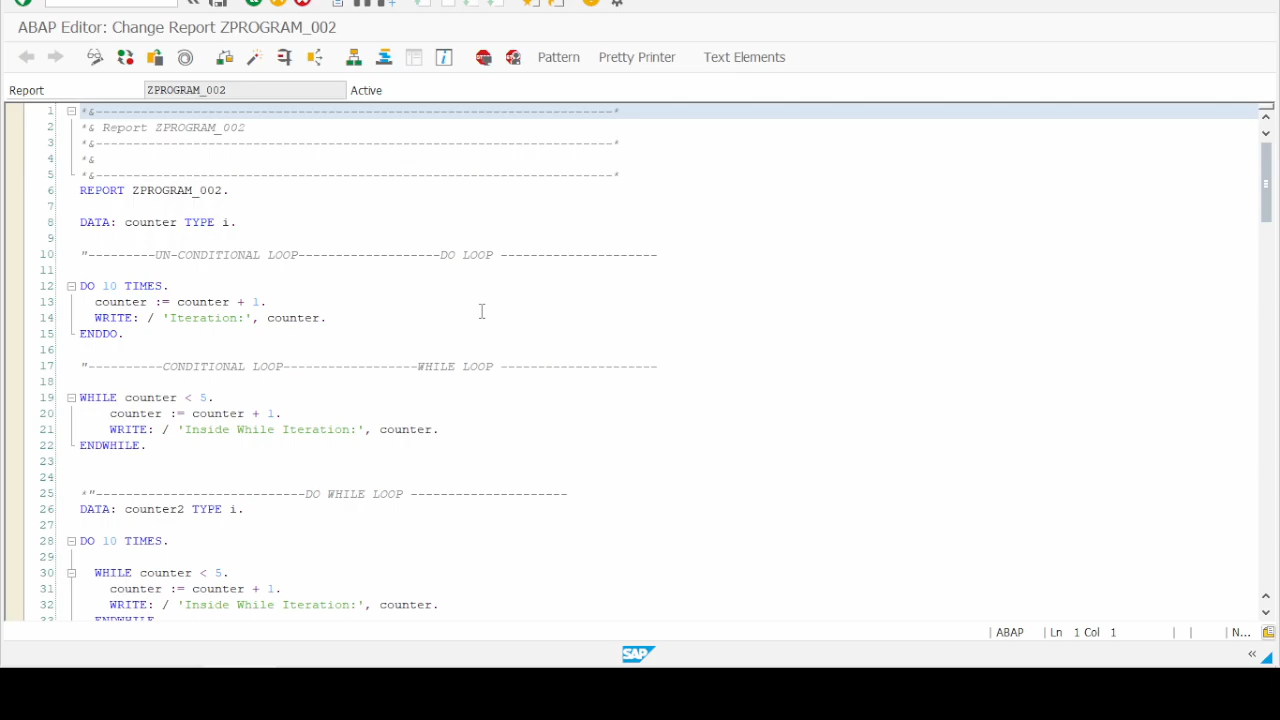 ABAP Editor: Change Report ZPROGRAM_002
Pattern Pretty Printer Text Elements
Report ZPROGRAM_002 Active
1 *&---------------------------------------------------------------------*
2 *& Report ZPROGRAM_002
3 *&---------------------------------------------------------------------*
4 *&
5 *&---------------------------------------------------------------------*
6 REPORT ZPROGRAM_002.
7
8 DATA: counter TYPE i.
9
10 "---------UN-CONDITIONAL LOOP-------------------DO LOOP ---------------------
11
12 DO 10 TIMES.
13 counter := counter + 1.
14 WRITE: / 'Iteration:', counter.
15 ENDDO.
16
17 "----------CONDITIONAL LOOP------------------WHILE LOOP ---------------------
18
19 WHILE counter < 5.
20 counter := counter + 1.
21 WRITE: / 'Inside While Iteration:', counter.
22 ENDWHILE.
23
24
25 *"----------------------------DO WHILE LOOP ---------------------
26 DATA: counter2 TYPE i.
27
28 DO 10 TIMES.
29
30 WHILE counter < 5.
31 counter := counter + 1.
32 WRITE: / 'Inside While Iteration:', counter.
33 ENDWHILE
ABAP Ln 1 Col 1 N...
SAP